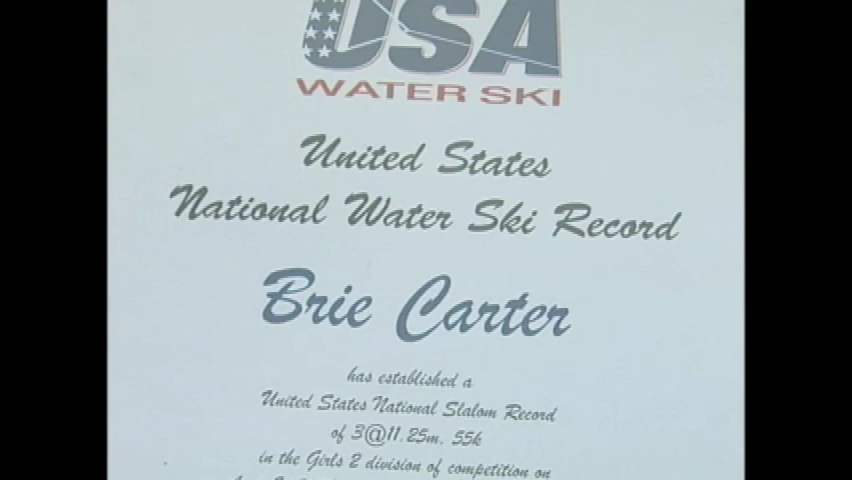 USA
WATER SKI
United States
National Water Ski Record
Brie Carter
has established a
United States National Slalom Record
of 3@11.25m, 55k
in the Girls 2 division of competition on